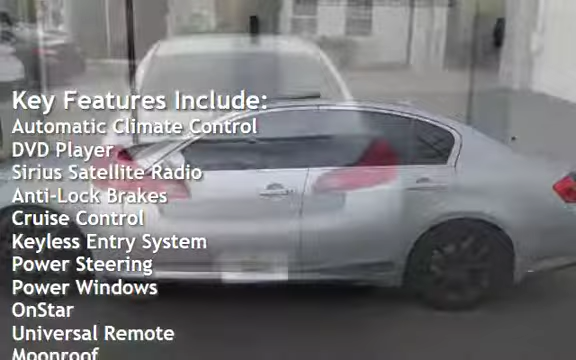 Key Features Include:
Automatic Climate Control
DVD Player
Sirius Satellite Radio
Anti-Lock Brakes
Cruise Control
Keyless Entry System
Power Steering
Power Windows
OnStar
Universal Remote
Moonroof